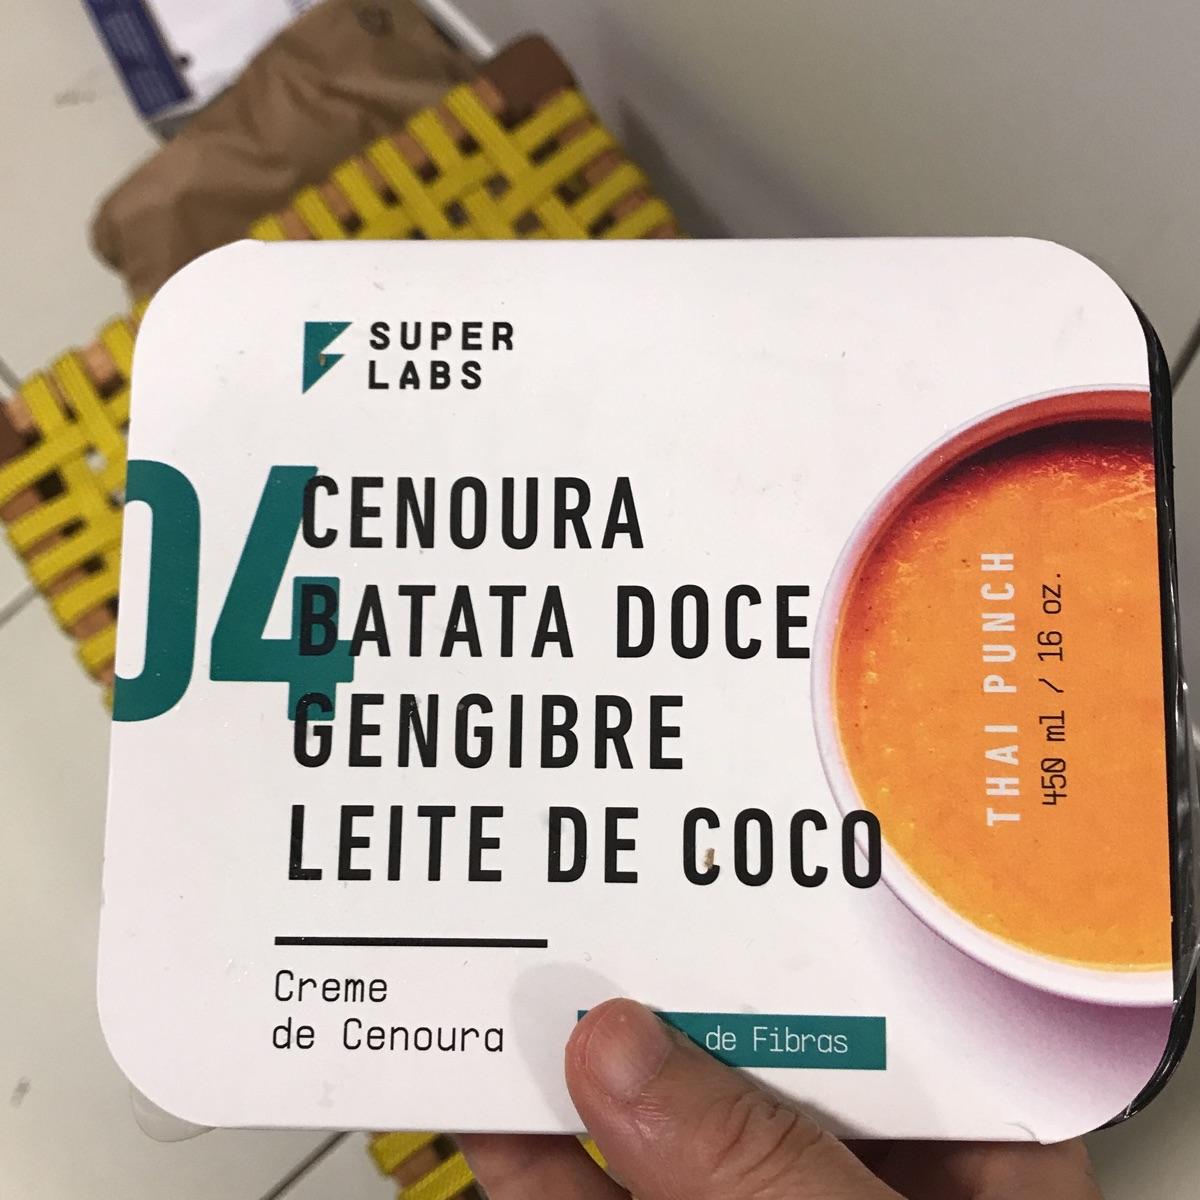 SUPER
LABS
04
CENOURA
BATATA DOCE
GENGIBRE
LEITE DE COCO
Creme
de Cenoura
de Fibras
THAI PUNCH
450 ml / 16 oz.